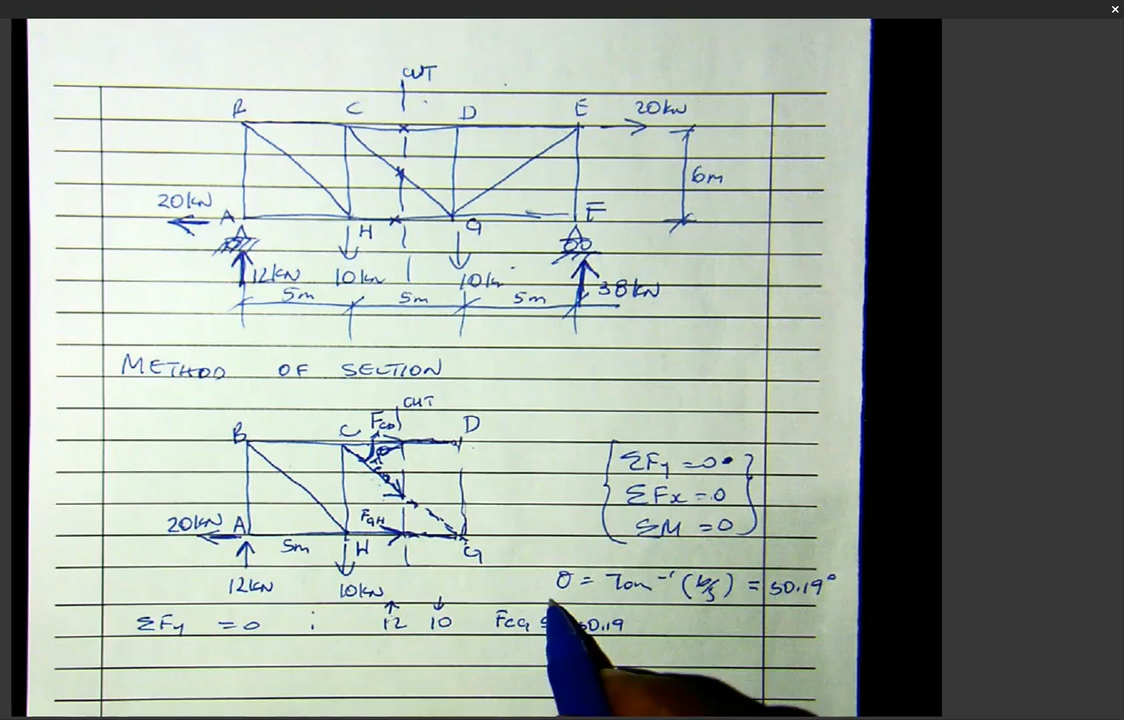 CUT
B C D E 20kN
6m
20kN A H G F
12kN 10kn 10kn 38kN
5m 5m 5m
METHOD OF SECTION
CUT
B C FCD D
θ
ΣFy = 0
ΣFx = 0
20kN A FGH ΣM = 0
5m H G
12kN 10kN θ = Tan⁻¹ (6/5) = 50.19°
ΣFy = 0 : 12 10 FCG 50.19